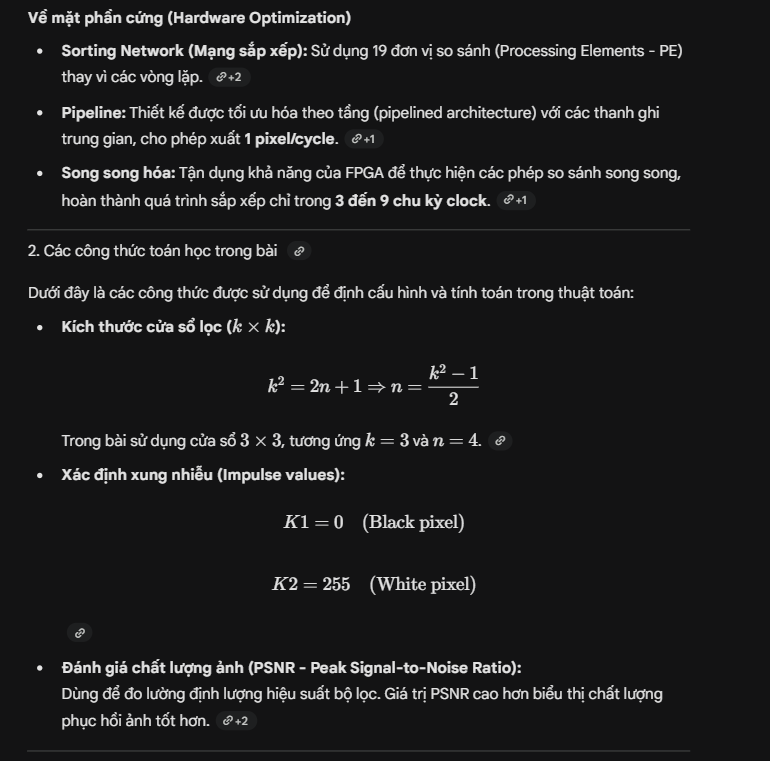 Về mặt phần cứng (Hardware Optimization)
• Sorting Network (Mạng sắp xếp): Sử dụng 19 đơn vị so sánh (Processing Elements - PE)
thay vì các vòng lặp. +2
• Pipeline: Thiết kế được tối ưu hóa theo tầng (pipelined architecture) với các thanh ghi
trung gian, cho phép xuất 1 pixel/cycle. +1
• Song song hóa: Tận dụng khả năng của FPGA để thực hiện các phép so sánh song song,
hoàn thành quá trình sắp xếp chỉ trong 3 đến 9 chu kỳ clock. +1
2. Các công thức toán học trong bài
Dưới đây là các công thức được sử dụng để định cấu hình và tính toán trong thuật toán:
• Kích thước cửa sổ lọc (k × k):
k² = 2n + 1 ⇒ n = (k² − 1)/2
Trong bài sử dụng cửa sổ 3 × 3, tương ứng k = 3 và n = 4.
• Xác định xung nhiễu (Impulse values):
K1 = 0 (Black pixel)
K2 = 255 (White pixel)
• Đánh giá chất lượng ảnh (PSNR - Peak Signal-to-Noise Ratio):
Dùng để đo lường định lượng hiệu suất bộ lọc. Giá trị PSNR cao hơn biểu thị chất lượng
phục hồi ảnh tốt hơn. +2